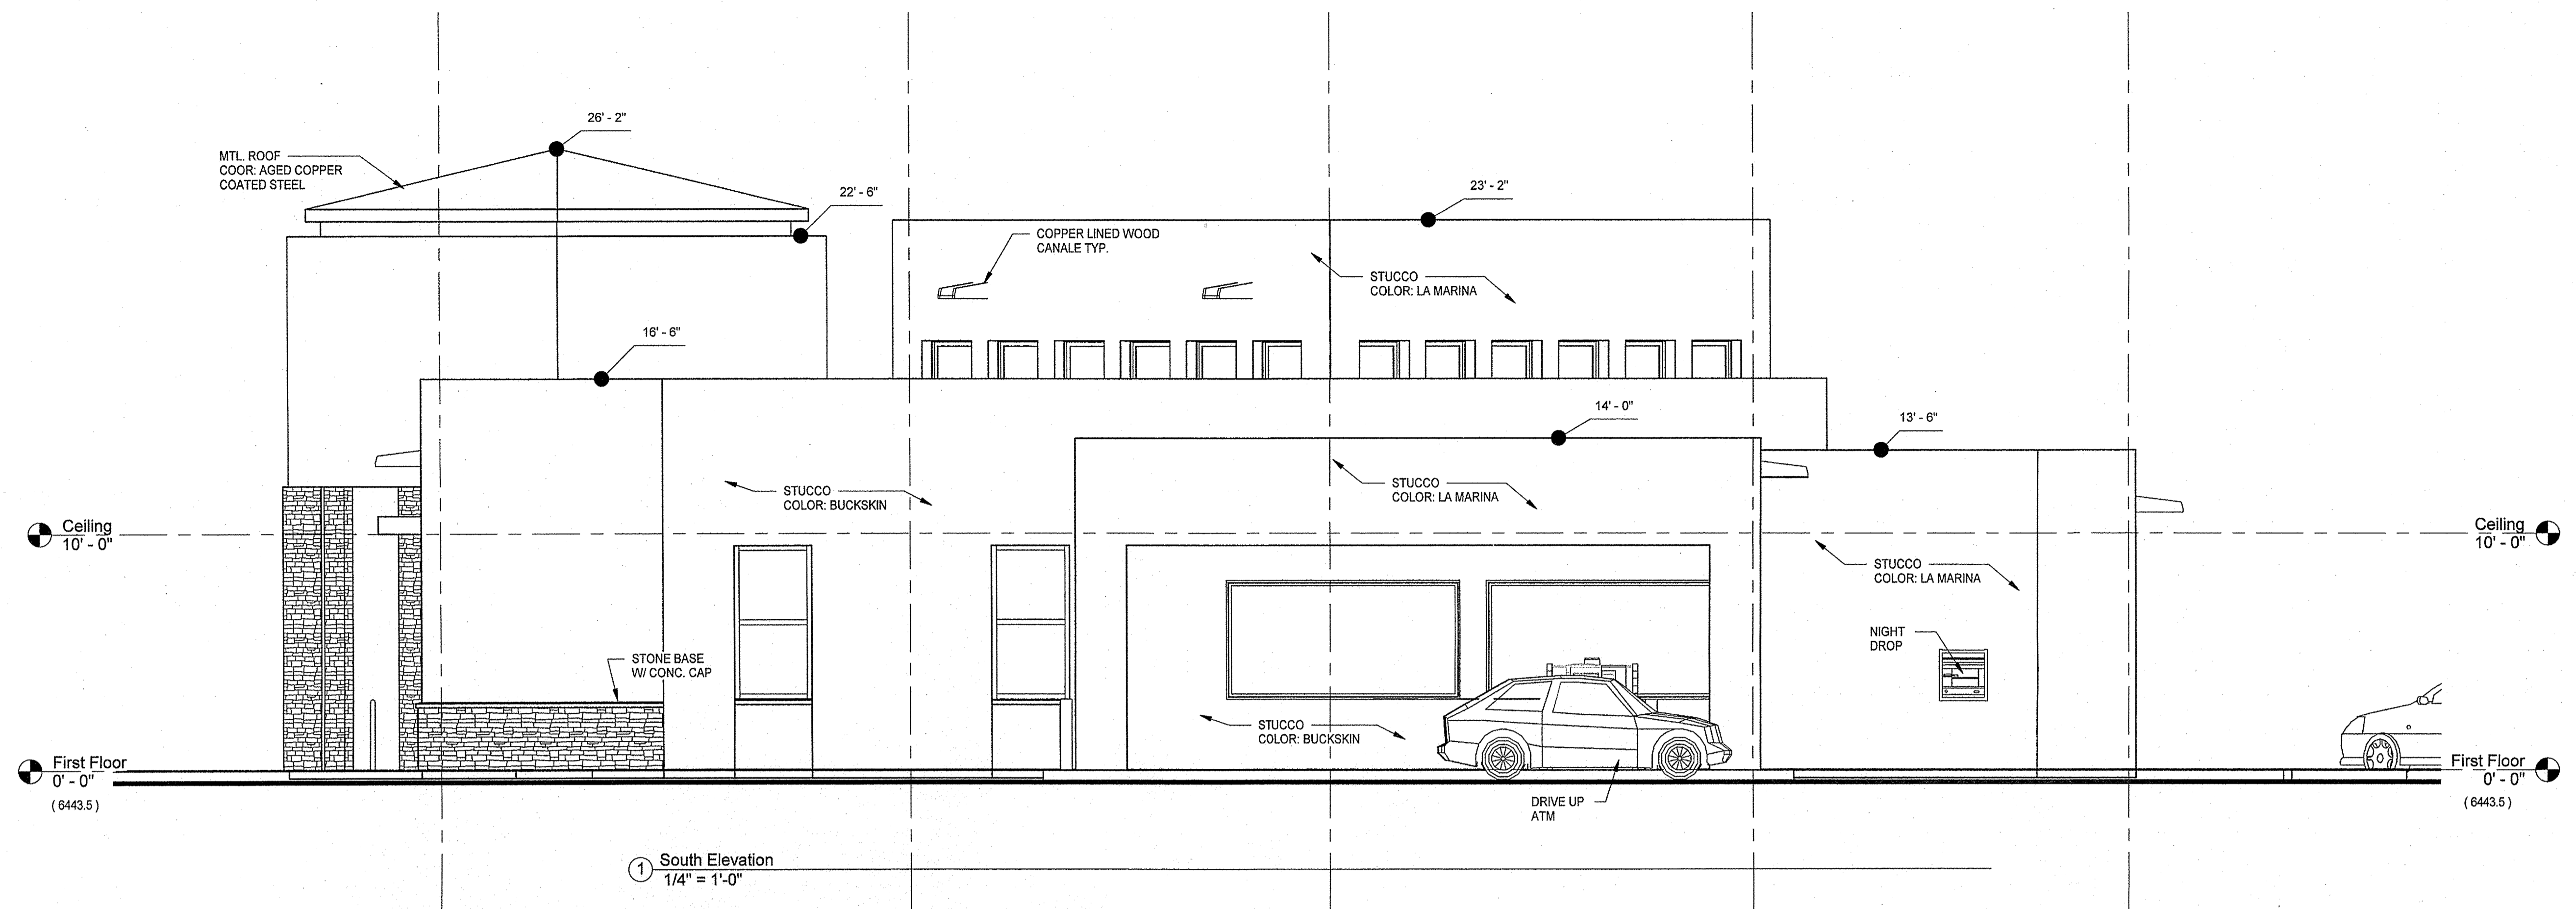 26' - 2"
MTL. ROOF
COOR: AGED COPPER
COATED STEEL
22' - 6"
23' - 2"
COPPER LINED WOOD
CANALE TYP.
STUCCO
COLOR: LA MARINA
16' - 6"
14' - 0"
13' - 6"
STUCCO
COLOR: BUCKSKIN
STUCCO
COLOR: LA MARINA
Ceiling
10' - 0"
Ceiling
10' - 0"
STUCCO
COLOR: LA MARINA
NIGHT
DROP
STONE BASE
W/ CONC. CAP
STUCCO
COLOR: BUCKSKIN
First Floor
0' - 0"
( 6443.5 )
First Floor
0' - 0"
( 6443.5 )
DRIVE UP
ATM
1
South Elevation
1/4" = 1'-0"